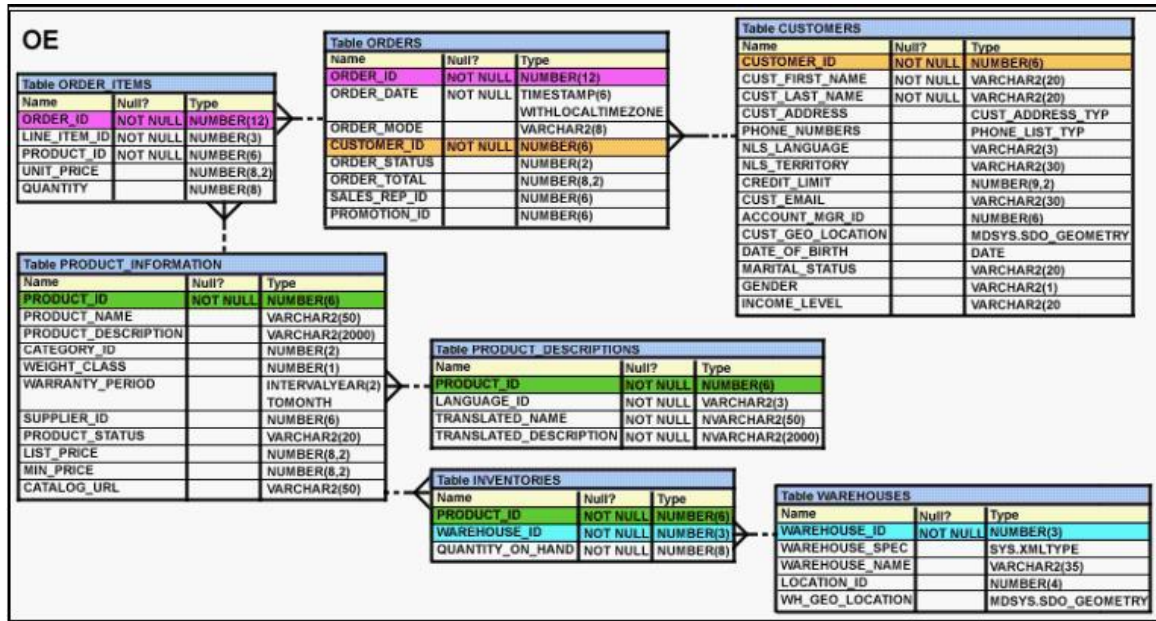 OE
Table ORDER_ITEMS
Name Null? Type
ORDER_ID NOT NULL NUMBER(12)
LINE_ITEM_ID NOT NULL NUMBER(3)
PRODUCT_ID NOT NULL NUMBER(6)
UNIT_PRICE NUMBER(8,2)
QUANTITY NUMBER(8)
Table ORDERS
Name Null? Type
ORDER_ID NOT NULL NUMBER(12)
ORDER_DATE NOT NULL TIMESTAMP(6)
WITHLOCALTIMEZONE
ORDER_MODE VARCHAR2(8)
CUSTOMER_ID NOT NULL NUMBER(6)
ORDER_STATUS NUMBER(2)
ORDER_TOTAL NUMBER(8,2)
SALES_REP_ID NUMBER(6)
PROMOTION_ID NUMBER(6)
Table CUSTOMERS
Name Null? Type
CUSTOMER_ID NOT NULL NUMBER(6)
CUST_FIRST_NAME NOT NULL VARCHAR2(20)
CUST_LAST_NAME NOT NULL VARCHAR2(20)
CUST_ADDRESS CUST_ADDRESS_TYP
PHONE_NUMBERS PHONE_LIST_TYP
NLS_LANGUAGE VARCHAR2(3)
NLS_TERRITORY VARCHAR2(30)
CREDIT_LIMIT NUMBER(9,2)
CUST_EMAIL VARCHAR2(30)
ACCOUNT_MGR_ID NUMBER(6)
CUST_GEO_LOCATION MDSYS.SDO_GEOMETRY
DATE_OF_BIRTH DATE
MARITAL_STATUS VARCHAR2(20)
GENDER VARCHAR2(1)
INCOME_LEVEL VARCHAR2(20
Table PRODUCT_INFORMATION
Name Null? Type
PRODUCT_ID NOT NULL NUMBER(6)
PRODUCT_NAME VARCHAR2(50)
PRODUCT_DESCRIPTION VARCHAR2(2000)
CATEGORY_ID NUMBER(2)
WEIGHT_CLASS NUMBER(1)
WARRANTY_PERIOD INTERVALYEAR(2)
TOMONTH
SUPPLIER_ID NUMBER(6)
PRODUCT_STATUS VARCHAR2(20)
LIST_PRICE NUMBER(8,2)
MIN_PRICE NUMBER(8,2)
CATALOG_URL VARCHAR2(50)
Table PRODUCT_DESCRIPTIONS
Name Null? Type
PRODUCT_ID NOT NULL NUMBER(6)
LANGUAGE_ID NOT NULL VARCHAR2(3)
TRANSLATED_NAME NOT NULL NVARCHAR2(50)
TRANSLATED_DESCRIPTION NOT NULL NVARCHAR2(2000)
Table INVENTORIES
Name Null? Type
PRODUCT_ID NOT NULL NUMBER(6)
WAREHOUSE_ID NOT NULL NUMBER(3)
QUANTITY_ON_HAND NOT NULL NUMBER(8)
Table WAREHOUSES
Name Null? Type
WAREHOUSE_ID NOT NULL NUMBER(3)
WAREHOUSE_SPEC SYS.XMLTYPE
WAREHOUSE_NAME VARCHAR2(35)
LOCATION_ID NUMBER(4)
WH_GEO_LOCATION MDSYS.SDO_GEOMETRY